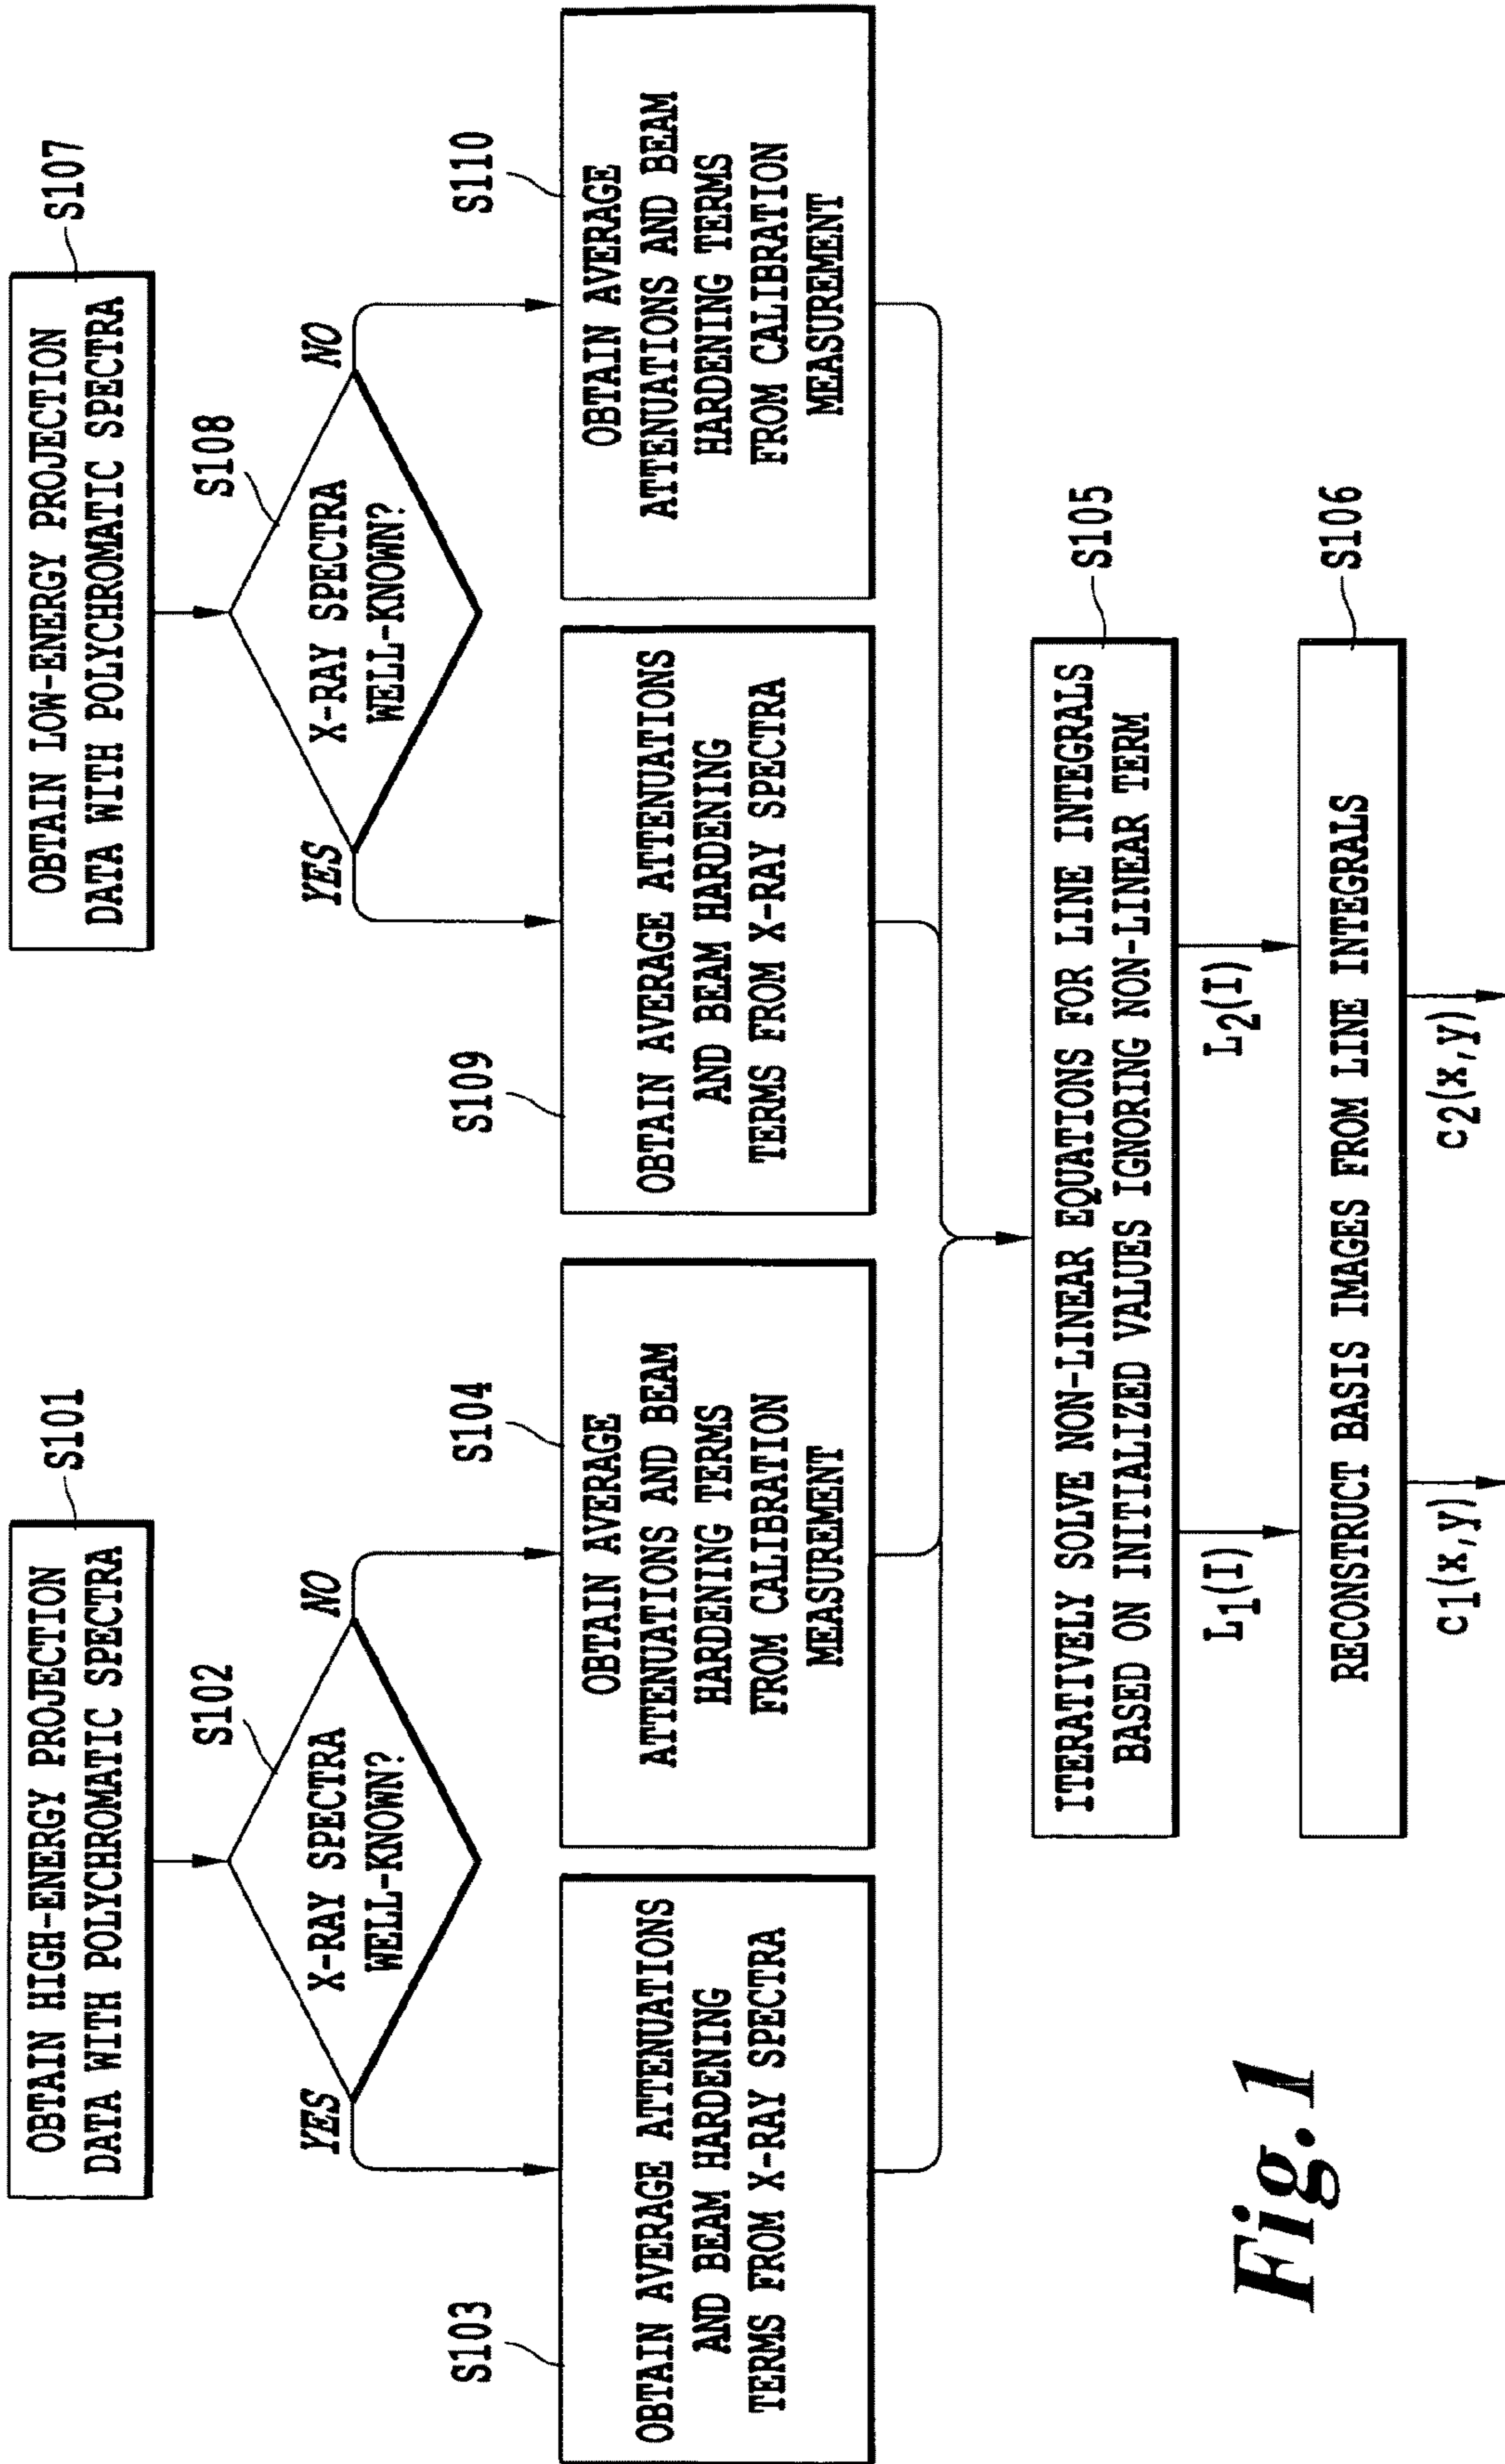 OBTAIN HIGH-ENERGY PROJECTION
DATA WITH POLYCHROMATIC SPECTRA
S101
X-RAY SPECTRA
WELL-KNOWN?
S102
YES
NO
S103
OBTAIN AVERAGE ATTENUATIONS
AND BEAM HARDENING
TERMS FROM X-RAY SPECTRA
S104
OBTAIN AVERAGE
ATTENUATIONS AND BEAM
HARDENING TERMS
FROM CALIBRATION
MEASUREMENT
OBTAIN LOW-ENERGY PROJECTION
DATA WITH POLYCHROMATIC SPECTRA
S107
X-RAY SPECTRA
WELL-KNOWN?
S108
YES
NO
S109
OBTAIN AVERAGE ATTENUATIONS
AND BEAM HARDENING
TERMS FROM X-RAY SPECTRA
S110
OBTAIN AVERAGE
ATTENUATIONS AND BEAM
HARDENING TERMS
FROM CALIBRATION
MEASUREMENT
ITERATIVELY SOLVE NON-LINEAR EQUATIONS FOR LINE INTEGRALS
BASED ON INITIALIZED VALUES IGNORING NON-LINEAR TERM
S105
L1(I)
L2(I)
RECONSTRUCT BASIS IMAGES FROM LINE INTEGRALS
S106
c1(x,y)
c2(x,y)
Fig.1